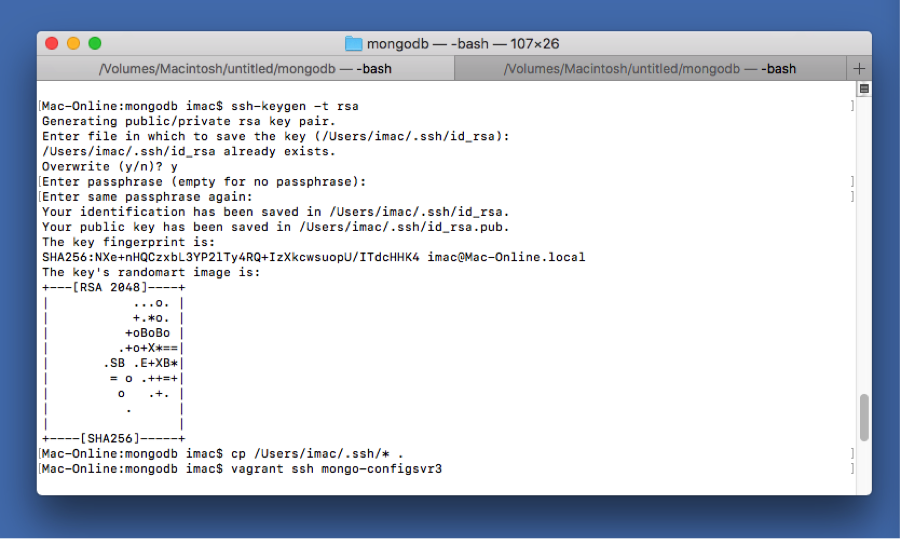 mongodb — -bash — 107×26
/Volumes/Macintosh/untitled/mongodb — -bash
/Volumes/Macintosh/untitled/mongodb — -bash
+
[Mac-Online:mongodb imac$ ssh-keygen -t rsa ]
Generating public/private rsa key pair.
Enter file in which to save the key (/Users/imac/.ssh/id_rsa):
/Users/imac/.ssh/id_rsa already exists.
Overwrite (y/n)? y
[Enter passphrase (empty for no passphrase): ]
[Enter same passphrase again: ]
Your identification has been saved in /Users/imac/.ssh/id_rsa.
Your public key has been saved in /Users/imac/.ssh/id_rsa.pub.
The key fingerprint is:
SHA256:NXe+nHQCzxbL3YP2lTy4RQ+IzXkcwsuopU/ITdcHHK4 imac@Mac-Online.local
The key's randomart image is:
+---[RSA 2048]----+
|            ...o. |
|            +.*o. |
|           +oBoBo |
|          .+o+X*==|
|        .SB .E+XB*|
|         = o .++=+|
|          o   .+. |
|           .      |
|                  |
+----[SHA256]-----+
[Mac-Online:mongodb imac$ cp /Users/imac/.ssh/* . ]
[Mac-Online:mongodb imac$ vagrant ssh mongo-configsvr3 ]